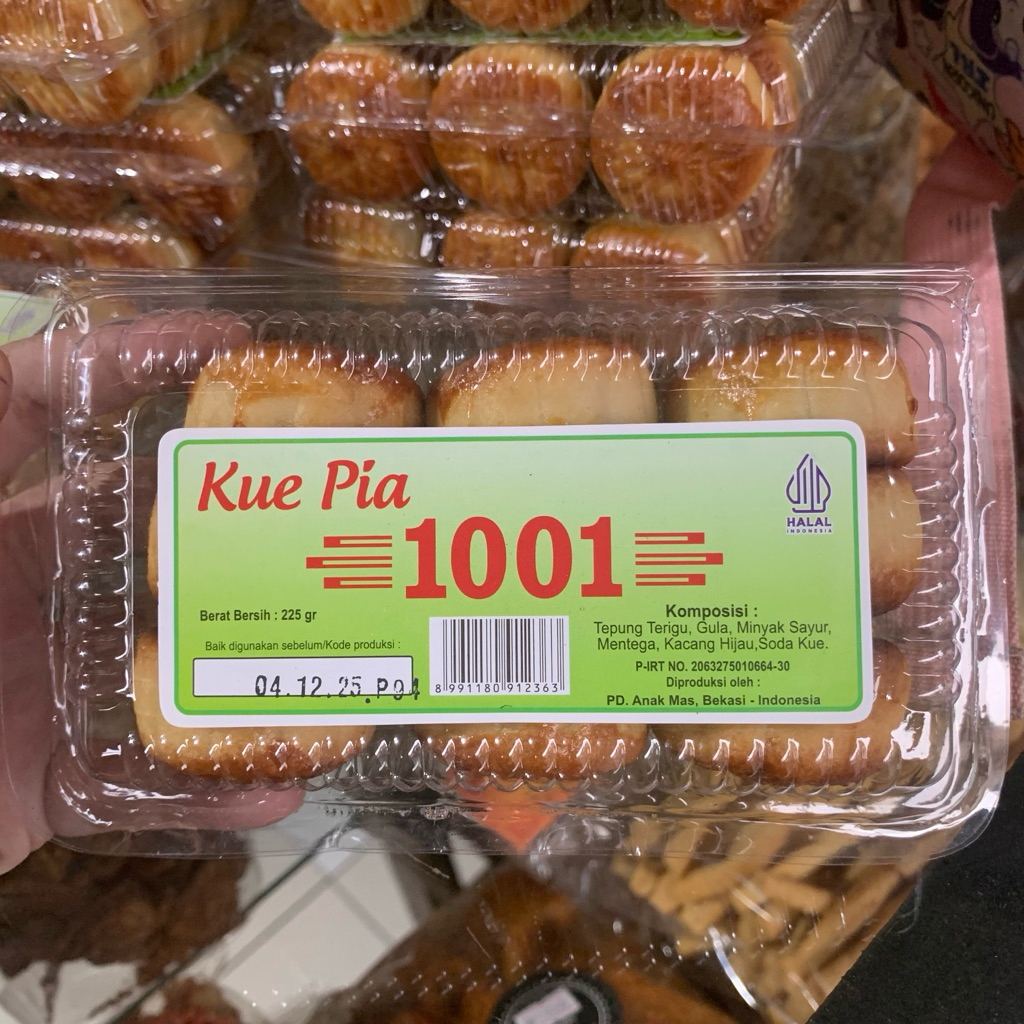 Kue Pia
1001
HALAL
INDONESIA
Berat Bersih : 225 gr
Baik digunakan sebelum/Kode produksi :
04.12.25.P04
8 991180 912363
Komposisi :
Tepung Terigu, Gula, Minyak Sayur,
Mentega, Kacang Hijau,Soda Kue.
P-IRT NO. 2063275010664-30
Diproduksi oleh :
PD. Anak Mas, Bekasi - Indonesia